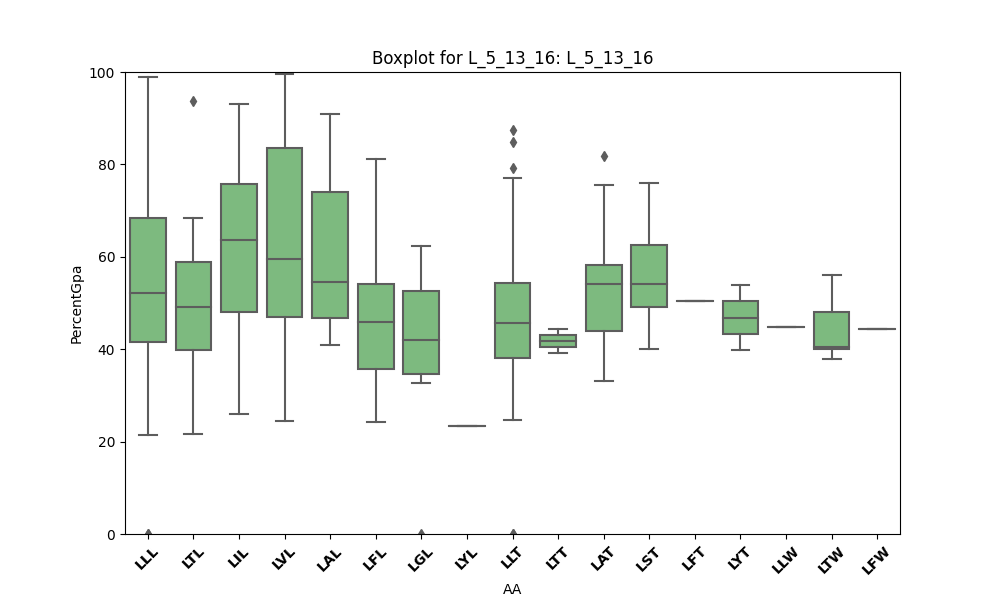 Boxplot for L_5_13_16: L_5_13_16
100
80
60
40
20
0
PercentGpa
LLL LTL LIL LVL LAL LFL LGL LYL LLT LTT LAT LST LFT LYT LLW LTW LFW
AA